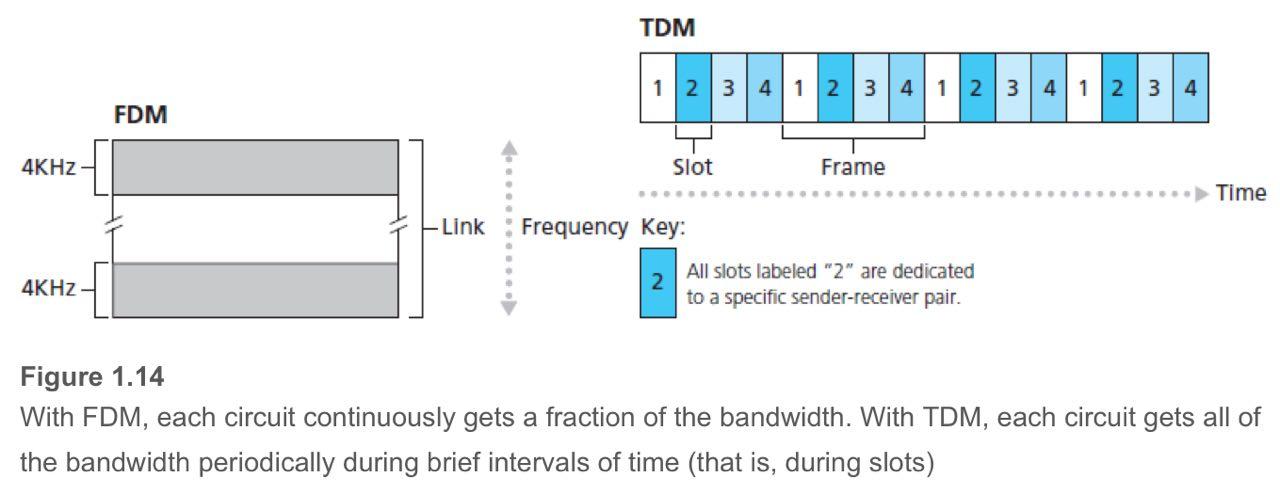 TDM
1 2 3 4 1 2 3 4 1 2 3 4 1 2 3 4
Slot
Frame
Time
FDM
4KHz
4KHz
Link
Frequency
Key:
2
All slots labeled “2” are dedicated
to a specific sender-receiver pair.
Figure 1.14
With FDM, each circuit continuously gets a fraction of the bandwidth. With TDM, each circuit gets all of
the bandwidth periodically during brief intervals of time (that is, during slots)